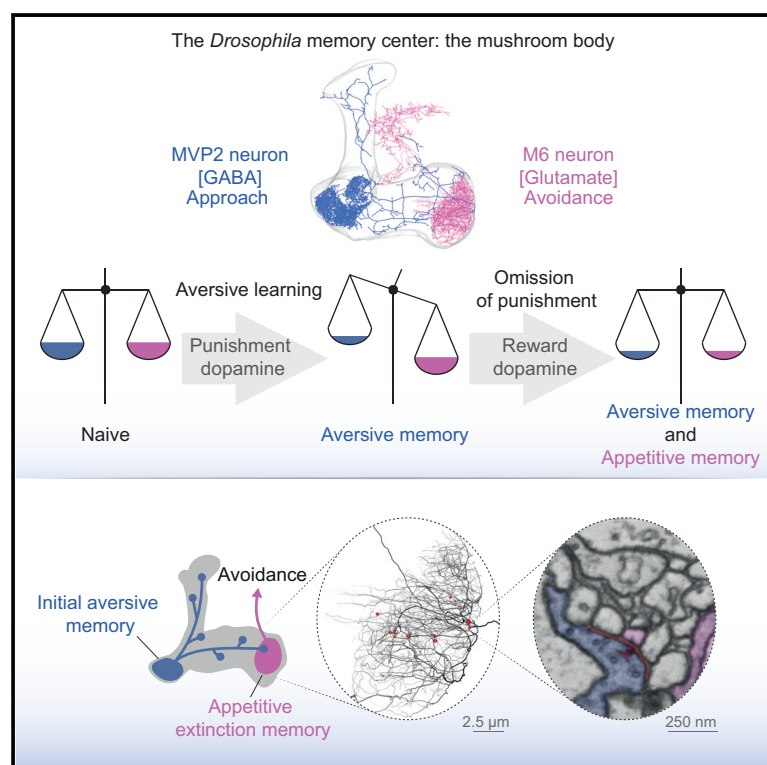 The Drosophila memory center: the mushroom body
MVP2 neuron
[GABA]
Approach
M6 neuron
[Glutamate]
Avoidance
Aversive learning
Punishment
dopamine
Omission
of punishment
Reward
dopamine
Naive
Aversive memory
Aversive memory
and
Appetitive memory
Initial aversive
memory
Avoidance
Appetitive
extinction memory
2.5 µm
250 nm